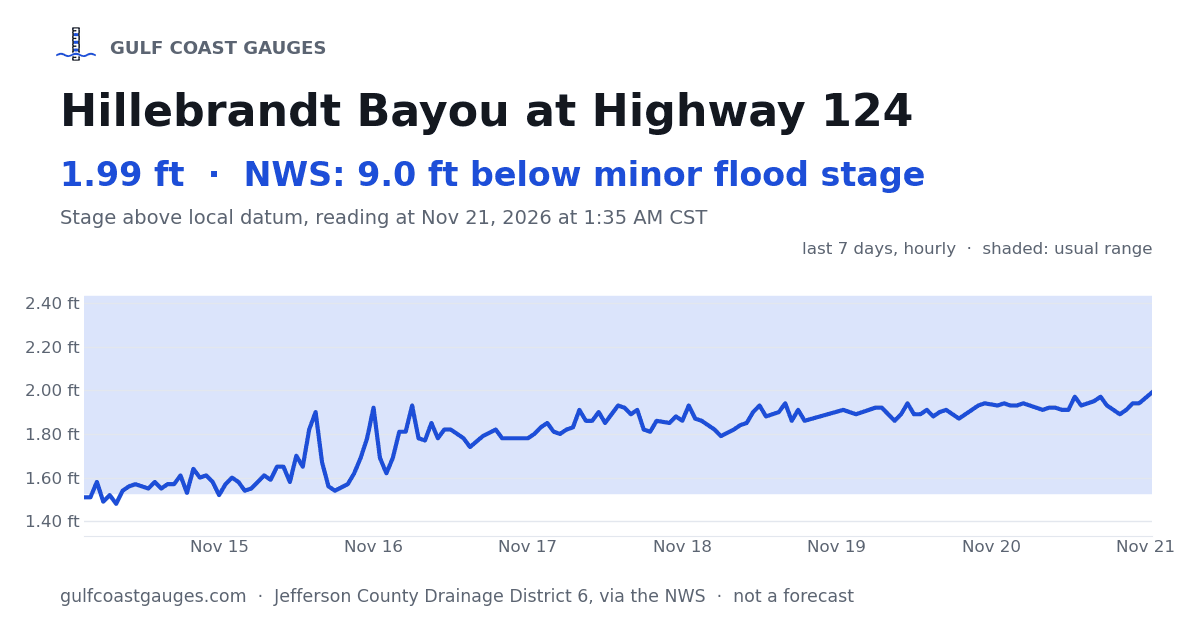 GULF COAST GAUGES
Hillebrandt Bayou at Highway 124
1.99 ft · NWS: 9.0 ft below minor flood stage
Stage above local datum, reading at Nov 21, 2026 at 1:35 AM CST
last 7 days, hourly · shaded: usual range
2.40 ft
2.20 ft
2.00 ft
1.80 ft
1.60 ft
1.40 ft
Nov 15 Nov 16 Nov 17 Nov 18 Nov 19 Nov 20 Nov 21
gulfcoastgauges.com · Jefferson County Drainage District 6, via the NWS · not a forecast